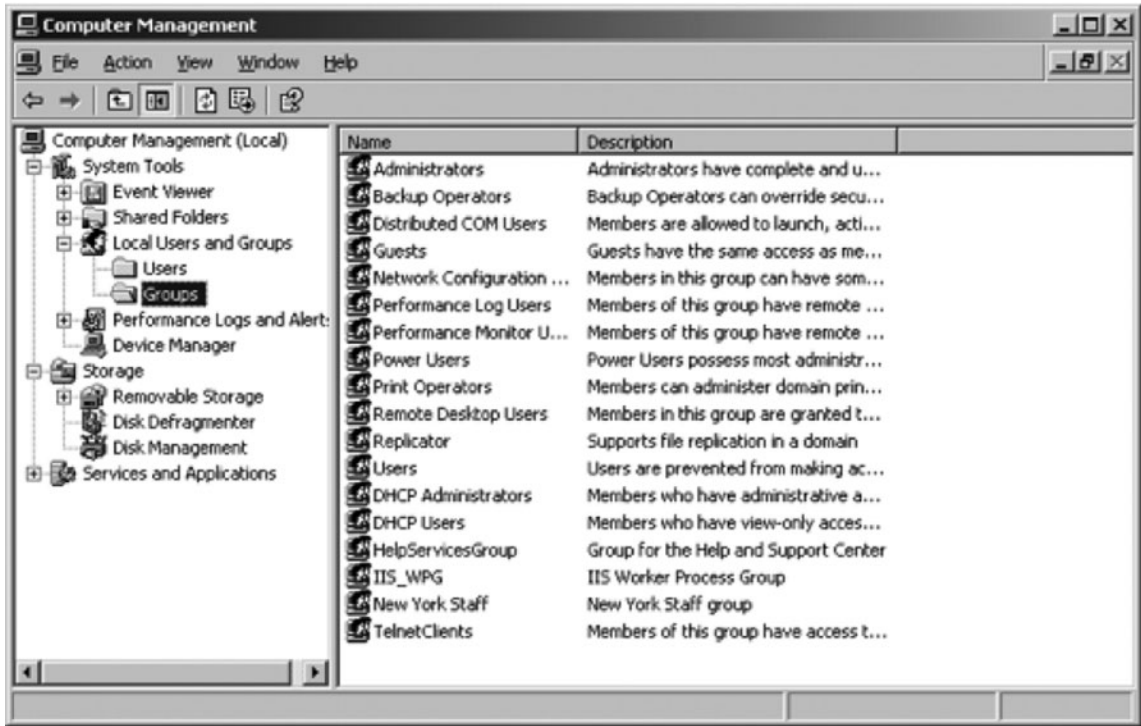 Computer Management
File Action View Window Help
Computer Management (Local)
System Tools
Event Viewer
Shared Folders
Local Users and Groups
Users
Groups
Performance Logs and Alert:
Device Manager
Storage
Removable Storage
Disk Defragmenter
Disk Management
Services and Applications
Name Description
Administrators Administrators have complete and u...
Backup Operators Backup Operators can override secu...
Distributed COM Users Members are allowed to launch, acti...
Guests Guests have the same access as me...
Network Configuration ... Members in this group can have som...
Performance Log Users Members of this group have remote ...
Performance Monitor U... Members of this group have remote ...
Power Users Power Users possess most administr...
Print Operators Members can administer domain prin...
Remote Desktop Users Members in this group are granted t...
Replicator Supports file replication in a domain
Users Users are prevented from making ac...
DHCP Administrators Members who have administrative a...
DHCP Users Members who have view-only acces...
HelpServicesGroup Group for the Help and Support Center
IIS_WPG IIS Worker Process Group
New York Staff New York Staff group
TelnetClients Members of this group have access t...